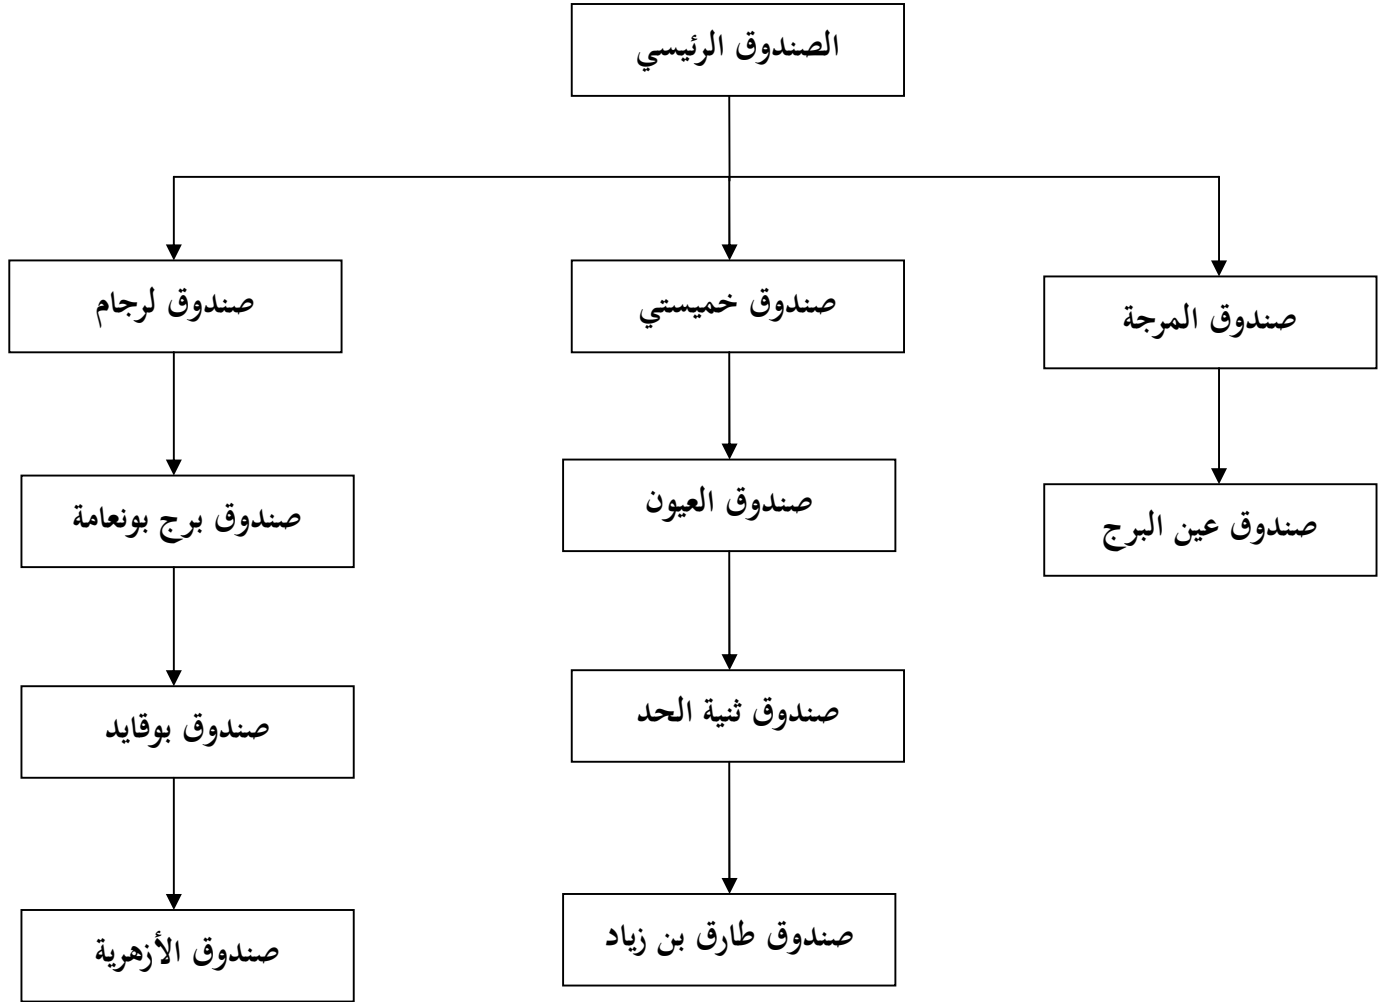 الصندوق الرئيسي
صندوق المرجة
صندوق خميستي
صندوق لرجام
صندوق عين البرج
صندوق العيون
صندوق برج بونعامة
صندوق ثنية الحد
صندوق بوقايد
صندوق طارق بن زياد
صندوق الأزهرية